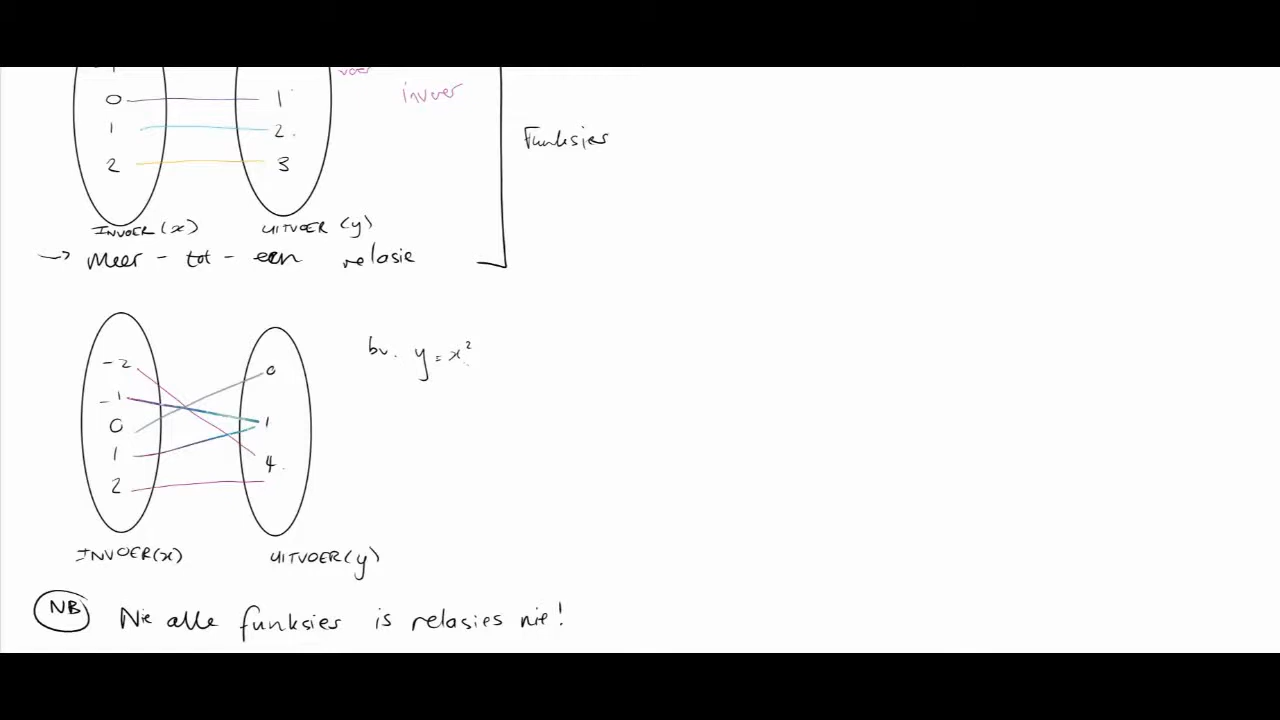 voer
invoer
0 1
1 2
2 3
Funksies
INVOER (x) UITVOER (y)
→ Meer - tot - een relasie
bv. y = x²
-2 0
-1
0 1
1 4
2
INVOER(x) UITVOER(y)
NB Nie alle funksies is relasies nie!